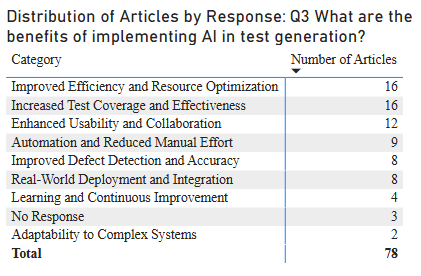 Distribution of Articles by Response: Q3 What are the
benefits of implementing AI in test generation?
Category Number of Articles
Improved Efficiency and Resource Optimization 16
Increased Test Coverage and Effectiveness 16
Enhanced Usability and Collaboration 12
Automation and Reduced Manual Effort 9
Improved Defect Detection and Accuracy 8
Real-World Deployment and Integration 8
Learning and Continuous Improvement 4
No Response 3
Adaptability to Complex Systems 2
Total 78